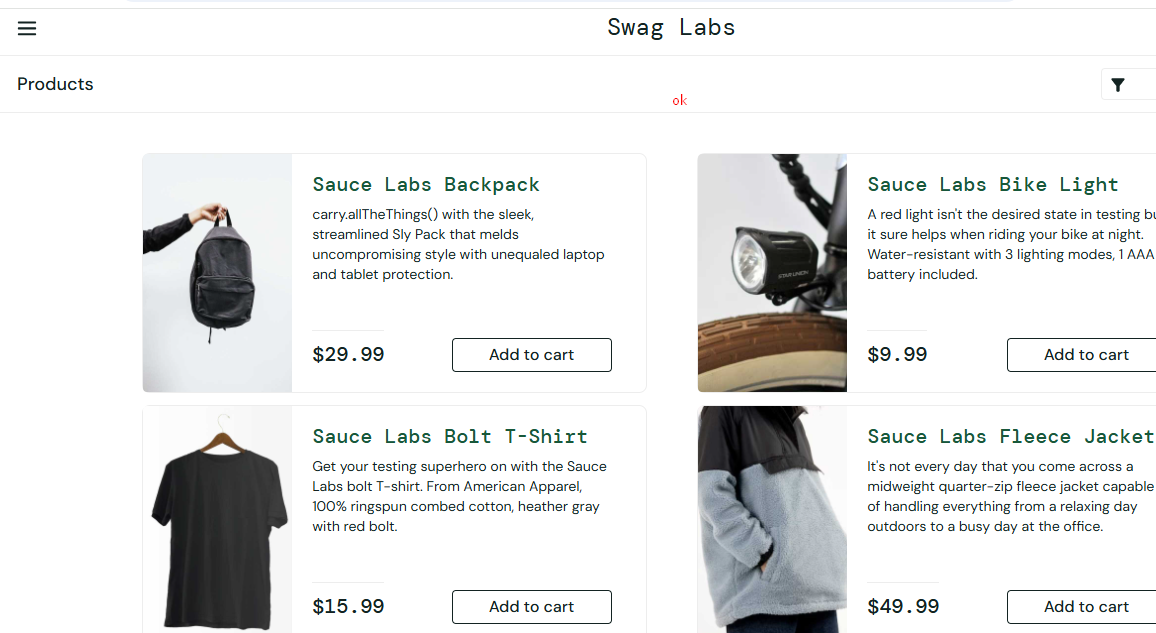 Swag Labs
Products
ok
Sauce Labs Backpack
carry.allTheThings() with the sleek,
streamlined Sly Pack that melds
uncompromising style with unequaled laptop
and tablet protection.
$29.99
Add to cart
Sauce Labs Bike Light
A red light isn't the desired state in testing bu
it sure helps when riding your bike at night.
Water-resistant with 3 lighting modes, 1 AAA
battery included.
STAR UNION
$9.99
Add to cart
Sauce Labs Bolt T-Shirt
Get your testing superhero on with the Sauce
Labs bolt T-shirt. From American Apparel,
100% ringspun combed cotton, heather gray
with red bolt.
$15.99
Add to cart
Sauce Labs Fleece Jacket
It's not every day that you come across a
midweight quarter-zip fleece jacket capable
of handling everything from a relaxing day
outdoors to a busy day at the office.
$49.99
Add to cart